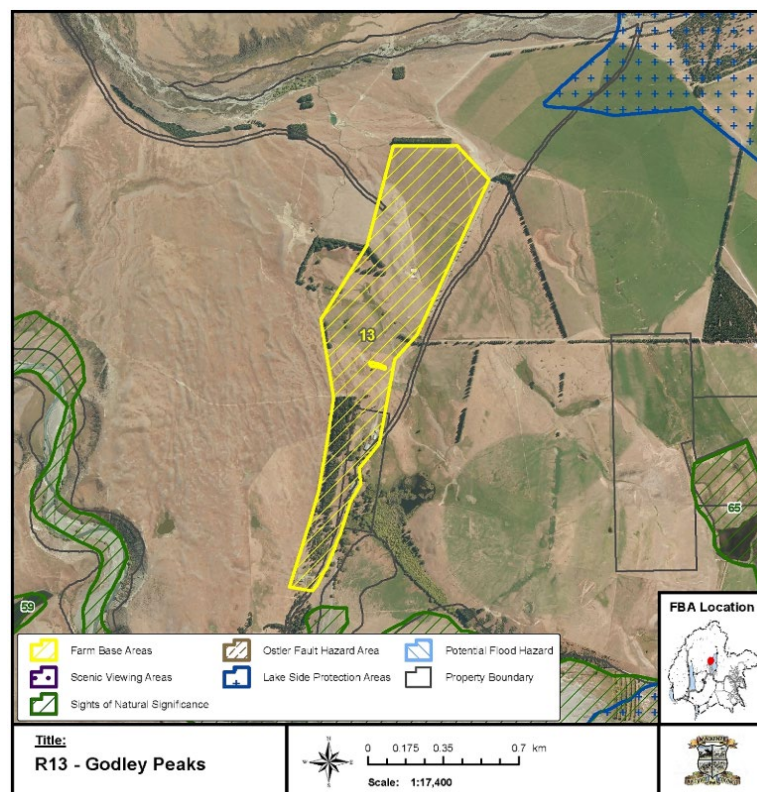 13
65
59
FBA Location
Farm Base Areas
Ostler Fault Hazard Area
Potential Flood Hazard
Scenic Viewing Areas
Lake Side Protection Areas
Property Boundary
Sights of Natural Significance
Title:
R13 - Godley Peaks
N
W E
S
0 0.175 0.35 0.7 km
Scale: 1:17,400